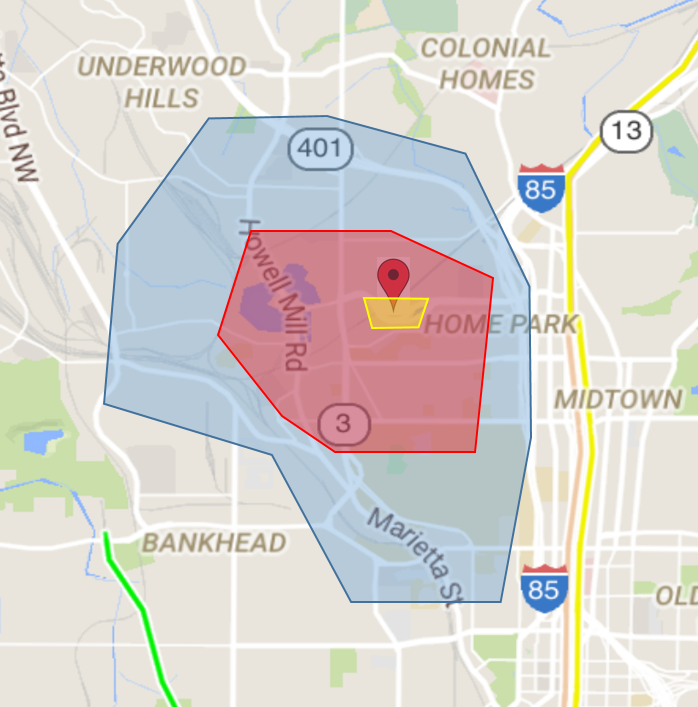 COLONIAL
HOMES
UNDERWOOD
HILLS
Blvd NW
13
401
85
Howell Mill Rd
HOME PARK
MIDTOWN
3
Marietta St
BANKHEAD
85